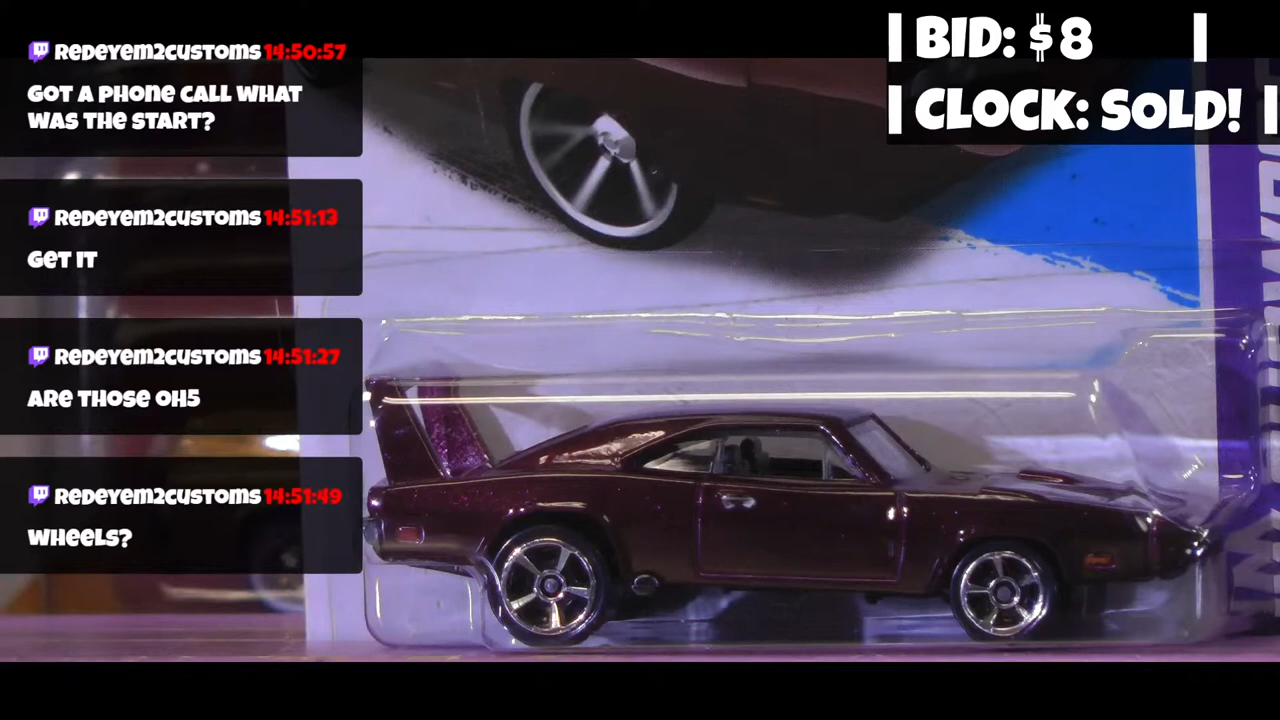 Redeyem2customs 14:50:57
GOT A PHONE CALL WHAT
WAS THE START?
Redeyem2customs 14:51:13
GET IT
Redeyem2customs 14:51:27
ARE THOSE OH5
Redeyem2customs 14:51:49
WHEELS?
| BID: $8 |
| CLOCK: SOLD! |